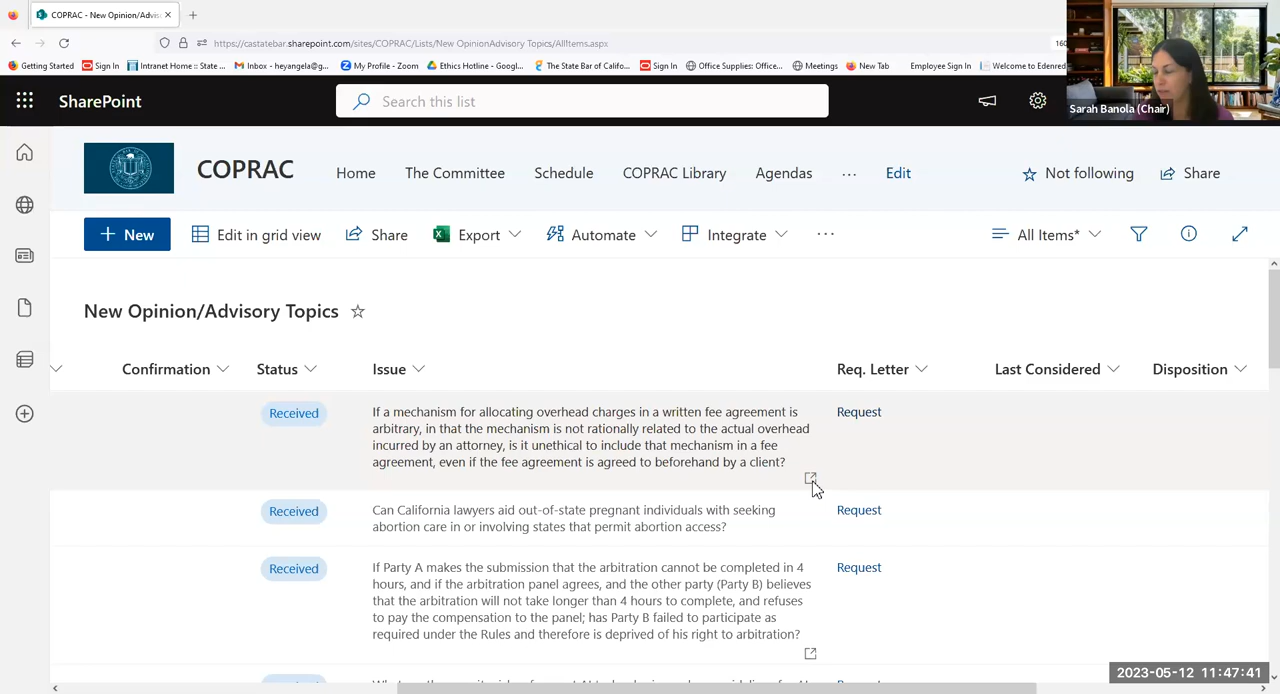 COPRAC - New Opinion/Advis
https://castatebar.sharepoint.com/sites/COPRAC/Lists/New OpinionAdvisory Topics/AllItems.aspx
Getting Started Sign In Intranet Home :: State ... Inbox - heyangela@g... My Profile - Zoom Ethics Hotline - Googl... The State Bar of Califo... Sign In Office Supplies: Offic... Meetings New Tab Employee Sign In Welcome to Edenred
Sarah Banola (Chair)
SharePoint
Search this list
COPRAC
Home The Committee Schedule COPRAC Library Agendas ... Edit
Not following Share
+ New Edit in grid view Share Export Automate Integrate ... All Items*
New Opinion/Advisory Topics
Confirmation Status Issue Req. Letter Last Considered Disposition
Received
If a mechanism for allocating overhead charges in a written fee agreement is
arbitrary, in that the mechanism is not rationally related to the actual overhead
incurred by an attorney, is it unethical to include that mechanism in a fee
agreement, even if the fee agreement is agreed to beforehand by a client?
Request
Received
Can California lawyers aid out-of-state pregnant individuals with seeking
abortion care in or involving states that permit abortion access?
Request
Received
If Party A makes the submission that the arbitration cannot be completed in 4
hours, and if the arbitration panel agrees, and the other party (Party B) believes
that the arbitration will not take longer than 4 hours to complete, and refuses
to pay the compensation to the panel; has Party B failed to participate as
required under the Rules and therefore is deprived of his right to arbitration?
Request
2023-05-12 11:47:41